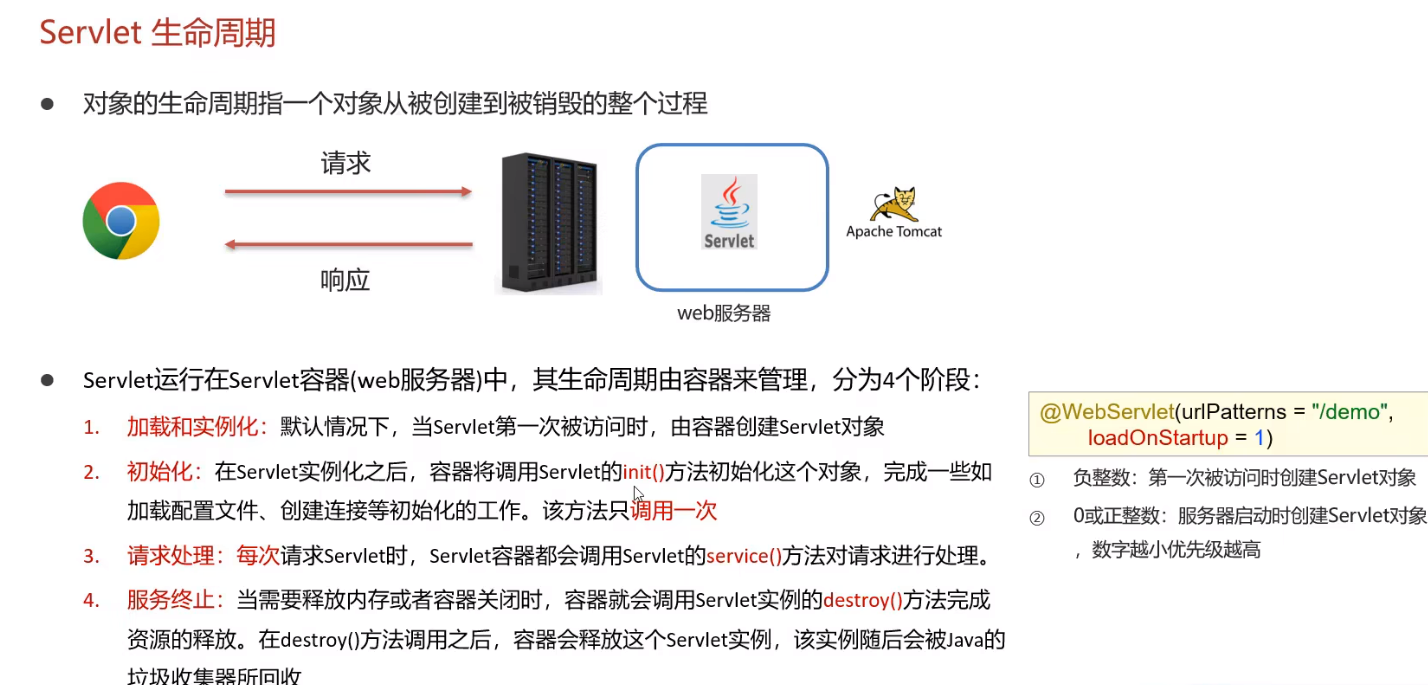 Servlet 生命周期
● 对象的生命周期指一个对象从被创建到被销毁的整个过程
请求
响应
Servlet
Apache Tomcat
web服务器
● Servlet运行在Servlet容器(web服务器)中，其生命周期由容器来管理，分为4个阶段：
1. 加载和实例化：默认情况下，当Servlet第一次被访问时，由容器创建Servlet对象
2. 初始化：在Servlet实例化之后，容器将调用Servlet的init()方法初始化这个对象，完成一些如
加载配置文件、创建连接等初始化的工作。该方法只调用一次
3. 请求处理：每次请求Servlet时，Servlet容器都会调用Servlet的service()方法对请求进行处理。
4. 服务终止：当需要释放内存或者容器关闭时，容器就会调用Servlet实例的destroy()方法完成
资源的释放。在destroy()方法调用之后，容器会释放这个Servlet实例，该实例随后会被Java的
垃圾收集器所回收
@WebServlet(urlPatterns = "/demo",
loadOnStartup = 1)
① 负整数：第一次被访问时创建Servlet对象
② 0或正整数：服务器启动时创建Servlet对象
，数字越小优先级越高